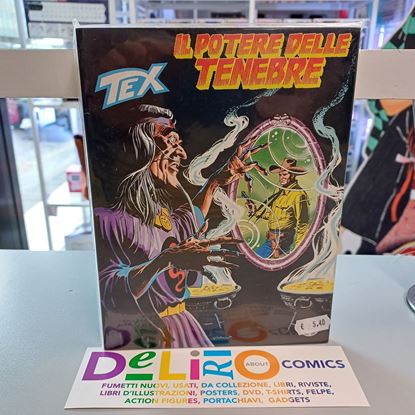 IL POTERE DELLE
TENEBRE
TEX
€ 5,40
DeLiRIO ABOUT COMICS
FUMETTI NUOVI, USATI, DA COLLEZIONE, LIBRI, RIVISTE,
LIBRI D'ILLUSTRAZIONI, POSTERS, DVD, T-SHIRTS, FELPE,
ACTION FIGURES, PORTACHIAVI, GADGETS